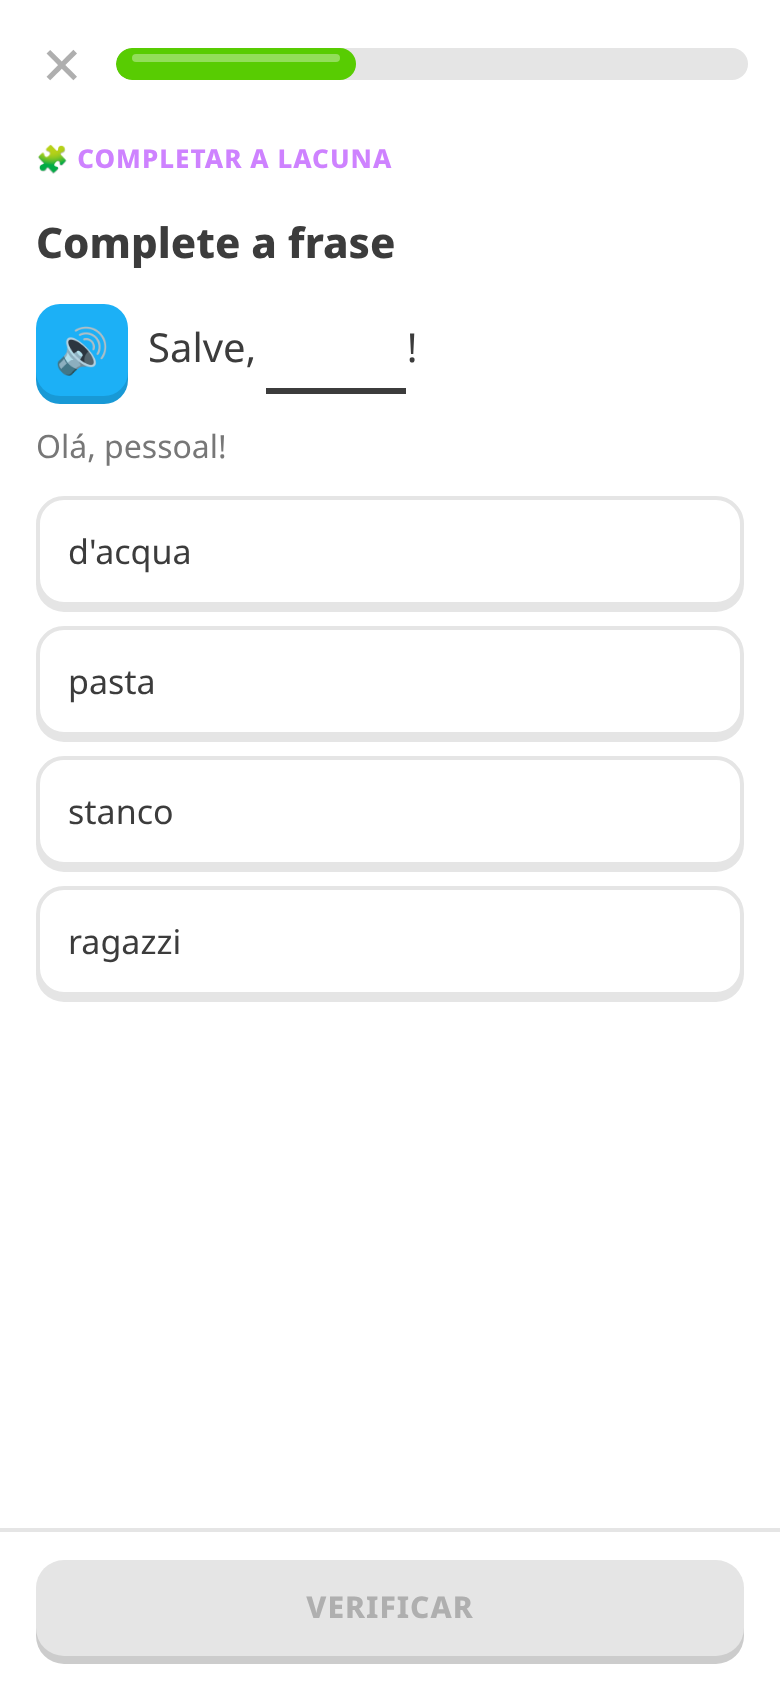 COMPLETAR A LACUNA
Complete a frase
Salve, !
Olá, pessoal!
d'acqua
pasta
stanco
ragazzi
VERIFICAR